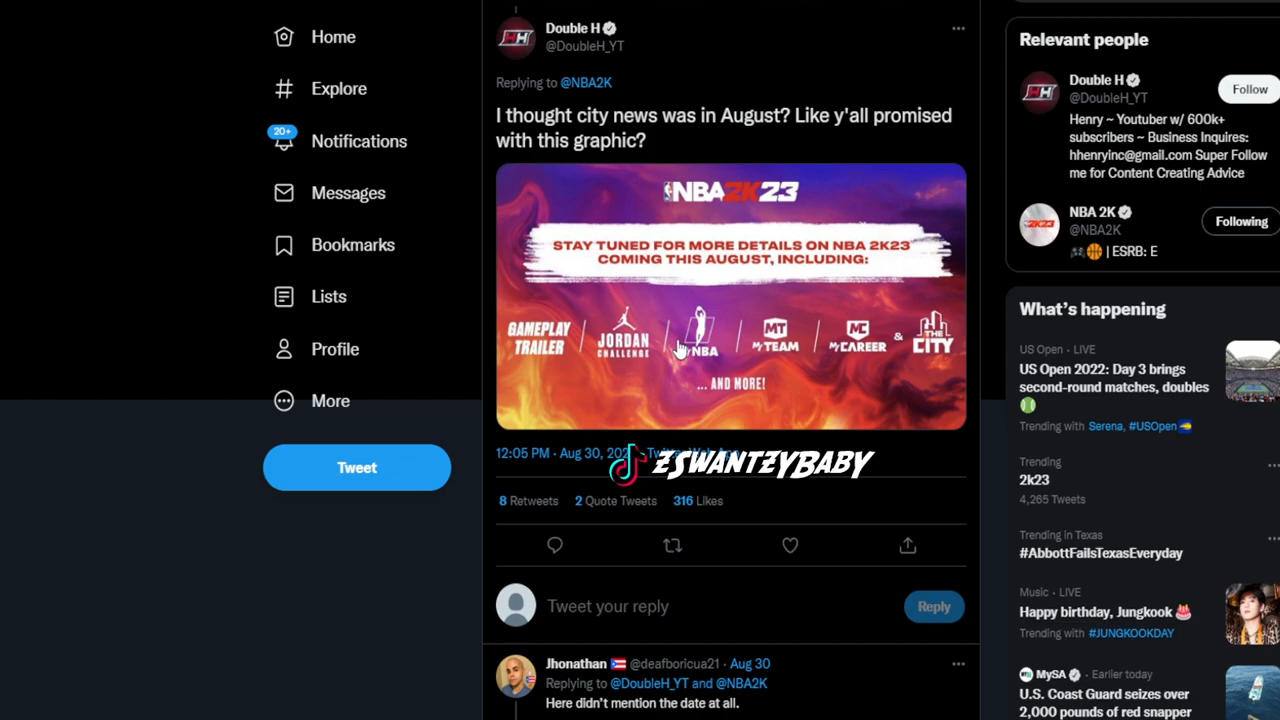 Home
Explore
20+
Notifications
Messages
Bookmarks
Lists
Profile
More
Tweet
Double H
@DoubleH_YT
Replying to @NBA2K
I thought city news was in August? Like y'all promised
with this graphic?
NBA2K23
STAY TUNED FOR MORE DETAILS ON NBA 2K23
COMING THIS AUGUST, INCLUDING:
GAMEPLAY
TRAILER
JORDAN
CHALLENGE
MyNBA
MT
MyTEAM
MC
MyCAREER
&
THE
CITY
... AND MORE!
12:05 PM · Aug 30,
ZSWANTZYBABY
8 Retweets 2 Quote Tweets 316 Likes
Tweet your reply
Reply
Jhonathan @deafboricua21 · Aug 30
Replying to @DoubleH_YT and @NBA2K
Here didn't mention the date at all.
Relevant people
Double H
@DoubleH_YT
Follow
Henry ~ Youtuber w/ 600k+
subscribers ~ Business Inquires:
hhenryinc@gmail.com Super Follow
me for Content Creating Advice
NBA 2K
@NBA2K
Following
| ESRB: E
What's happening
US Open · LIVE
US Open 2022: Day 3 brings
second-round matches, doubles
Trending with Serena, #USOpen
Trending
2k23
4,265 Tweets
Trending in Texas
#AbbottFailsTexasEveryday
Music · LIVE
Happy birthday, Jungkook
Trending with #JUNGKOOKDAY
MySA · Earlier today
U.S. Coast Guard seizes over
2,000 pounds of red snapper